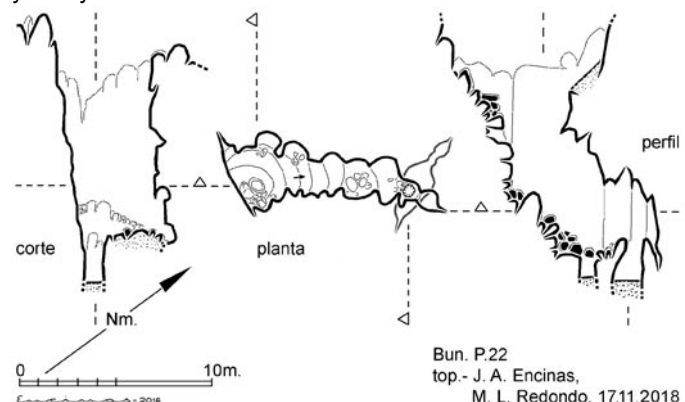 perfil
corte
planta
Nm.
0 10m.
Bun. P.22
top.- J. A. Encinas,
M. L. Redondo. 17.11.2018